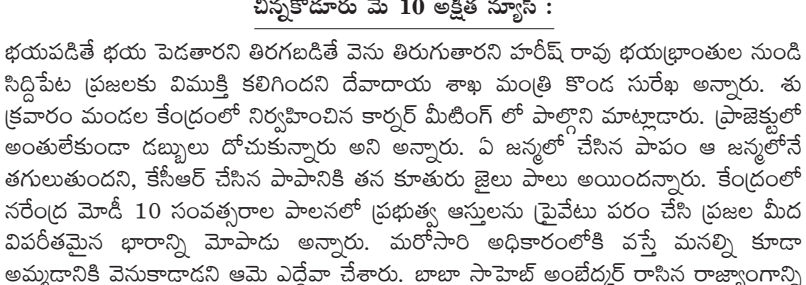 చిన్నకోడూరు మే 10 అక్షిత న్యూస్ :
భయపడితే భయ పెడతారని తిరగబడితే వెను తిరుగుతారని హరీష్ రావు భయభ్రాంతుల నుండి
సిద్దిపేట ప్రజలకు విముక్తి కలిగిందని దేవాదాయ శాఖ మంత్రి కొండ సురేఖ అన్నారు. శు
క్రవారం మండల కేంద్రంలో నిర్వహించిన కార్నర్ మీటింగ్ లో పాల్గొని మాట్లాడారు. ప్రాజెక్టులో
అంతులేకుండా డబ్బులు దోచుకున్నారు అని అన్నారు. ఏ జన్మలో చేసిన పాపం ఆ జన్మలోనే
తగులుతుందని, కేసీఆర్ చేసిన పాపానికి తన కూతురు జైలు పాలు అయిందన్నారు. కేంద్రంలో
నరేంద్ర మోడీ 10 సంవత్సరాల పాలనలో ప్రభుత్వ ఆస్తులను ప్రైవేటు పరం చేసి ప్రజల మీద
విపరీతమైన భారాన్ని మోపాడు అన్నారు. మరోసారి అధికారంలోకి వస్తే మనల్ని కూడా
అమ్ముడానికి వెనుకాడాడని ఆమె ఎద్దేవా చేశారు. బాబా సాహెబ్ అంబేద్కర్ రాసిన రాజ్యాంగాన్ని